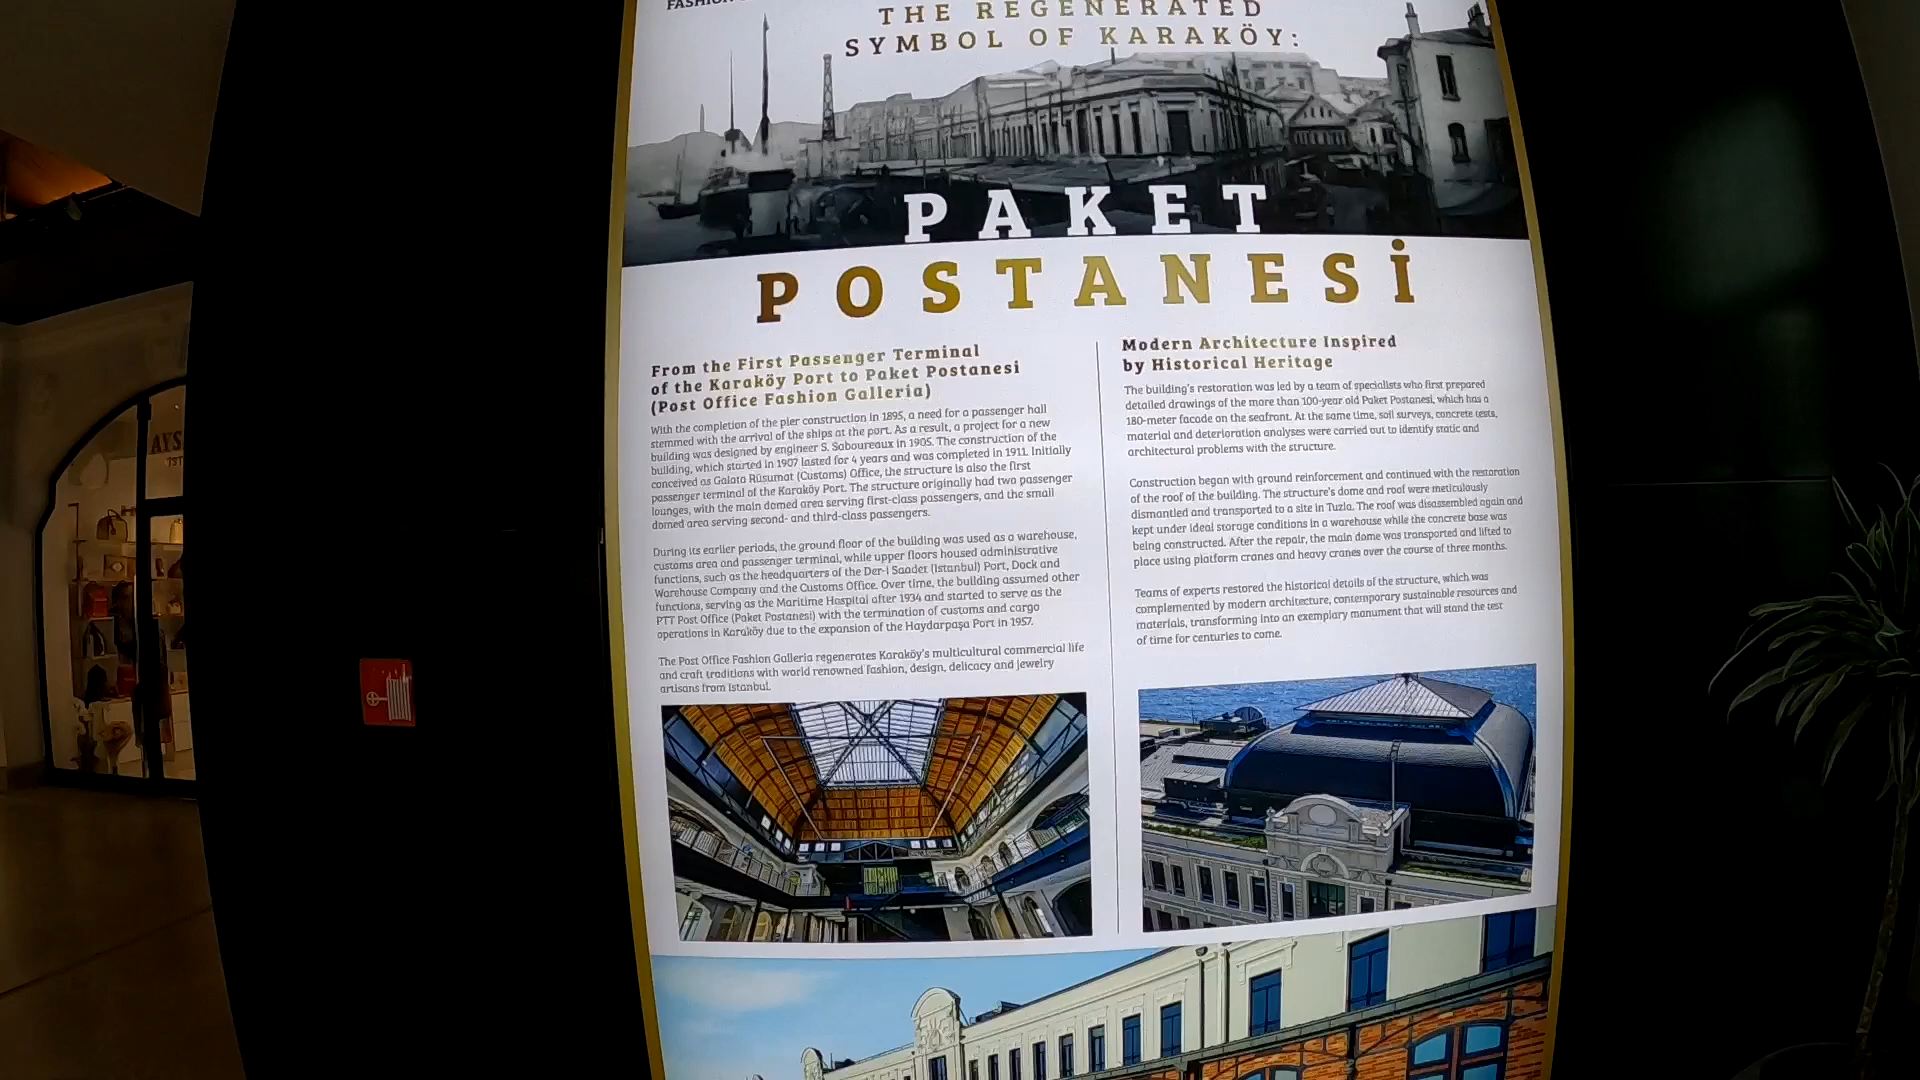 FASHION
THE REGENERATED
SYMBOL OF KARAKÖY:
PAKET
POSTANESİ
From the First Passenger Terminal
of the Karaköy Port to Paket Postanesi
(Post Office Fashion Galleria)
With the completion of the pier construction in 1895, a need for a passenger hall
stemmed with the arrival of the ships at the port. As a result, a project for a new
building was designed by engineer S. Saboureaux in 1905. The construction of the
building, which started in 1907 lasted for 4 years and was completed in 1911. Initially
conceived as Galata Rüsumat (Customs) Office, the structure is also the first
passenger terminal of the Karaköy Port. The structure originally had two passenger
lounges, with the main domed area serving first-class passengers, and the small
domed area serving second- and third-class passengers.
During its earlier periods, the ground floor of the building was used as a warehouse,
customs area and passenger terminal, while upper floors housed administrative
functions, such as the headquarters of the Der-i Saadet (Istanbul) Port, Dock and
Warehouse Company and the Customs Office. Over time, the building assumed other
functions, serving as the Maritime Hospital after 1934 and started to serve as the
PTT Post Office (Paket Postanesi) with the termination of customs and cargo
operations in Karaköy due to the expansion of the Haydarpaşa Port in 1957.
The Post Office Fashion Galleria regenerates Karaköy's multicultural commercial life
and craft traditions with world renowned fashion, design, delicacy and jewelry
artisans from Istanbul.
Modern Architecture Inspired
by Historical Heritage
The building's restoration was led by a team of specialists who first prepared
detailed drawings of the more than 100-year old Paket Postanesi, which has a
180-meter facade on the seafront. At the same time, soil surveys, concrete tests,
material and deterioration analyses were carried out to identify static and
architectural problems with the structure.
Construction began with ground reinforcement and continued with the restoration
of the roof of the building. The structure's dome and roof were meticulously
dismantled and transported to a site in Tuzla. The roof was disassembled again and
kept under ideal storage conditions in a warehouse while the concrete base was
being constructed. After the repair, the main dome was transported and lifted to
place using platform cranes and heavy cranes over the course of three months.
Teams of experts restored the historical details of the structure, which was
complemented by modern architecture, contemporary sustainable resources and
materials, transforming into an exemplary monument that will stand the test
of time for centuries to come.
AYS